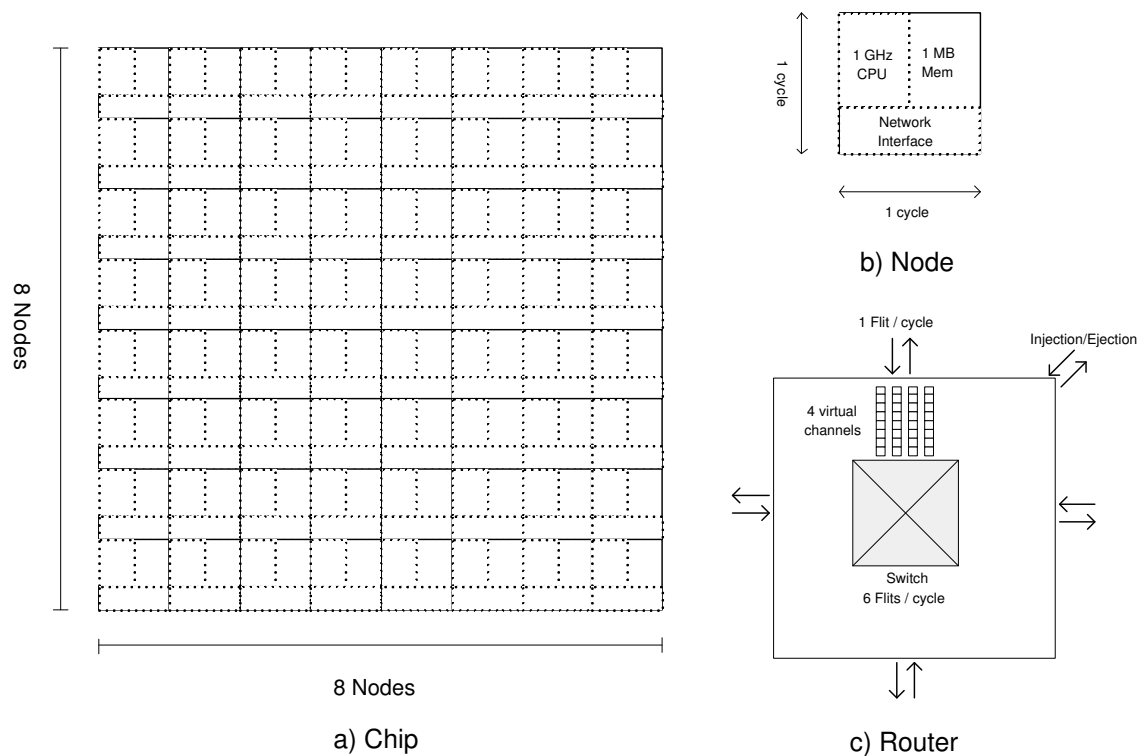 8 Nodes
8 Nodes
a) Chip
1 cycle
1 GHz
CPU
1 MB
Mem
Network
Interface
1 cycle
b) Node
1 Flit / cycle
Injection/Ejection
4 virtual
channels
Switch
6 Flits / cycle
c) Router